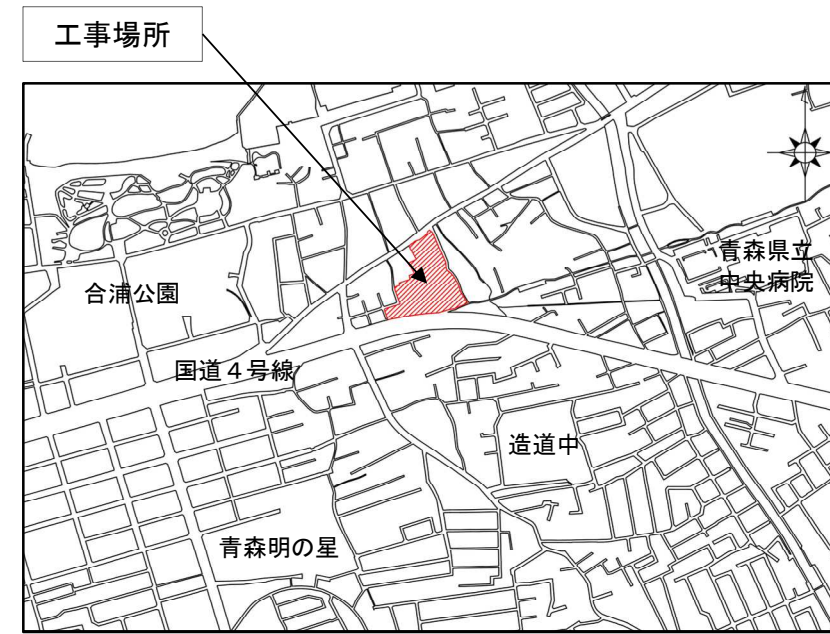 工事場所
青森県立
中央病院
合浦公園
国道４号線
造道中
青森明の星